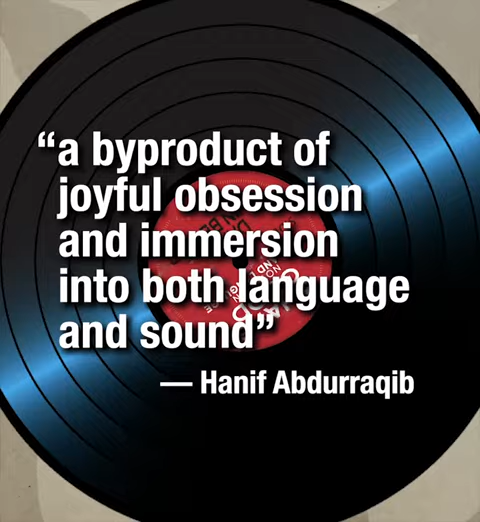 “a byproduct of
joyful obsession
and immersion
into both language
and sound”
— Hanif Abdurraqib